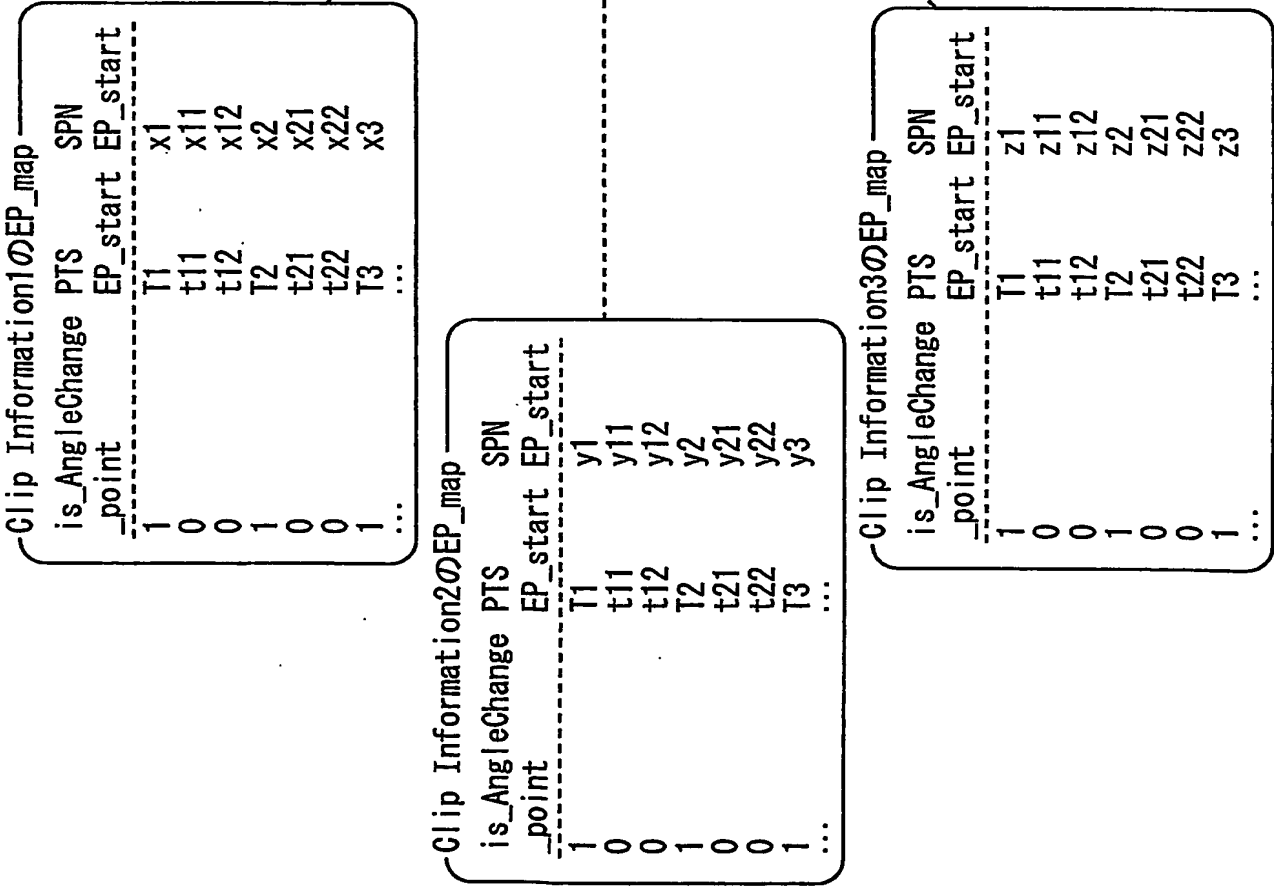 Clip Information1のEP_map
is_AngleChange PTS SPN
_point EP_start EP_start
1 T1 x1
0 t11 x11
0 t12 x12
1 T2 x2
0 t21 x21
0 t22 x22
1 T3 x3
... ...
Clip Information2のEP_map
is_AngleChange PTS SPN
_point EP_start EP_start
1 T1 y1
0 t11 y11
0 t12 y12
1 T2 y2
0 t21 y21
0 t22 y22
1 T3 y3
... ...
Clip Information3のEP_map
is_AngleChange PTS SPN
_point EP_start EP_start
1 T1 z1
0 t11 z11
0 t12 z12
1 T2 z2
0 t21 z21
0 t22 z22
1 T3 z3
... ...